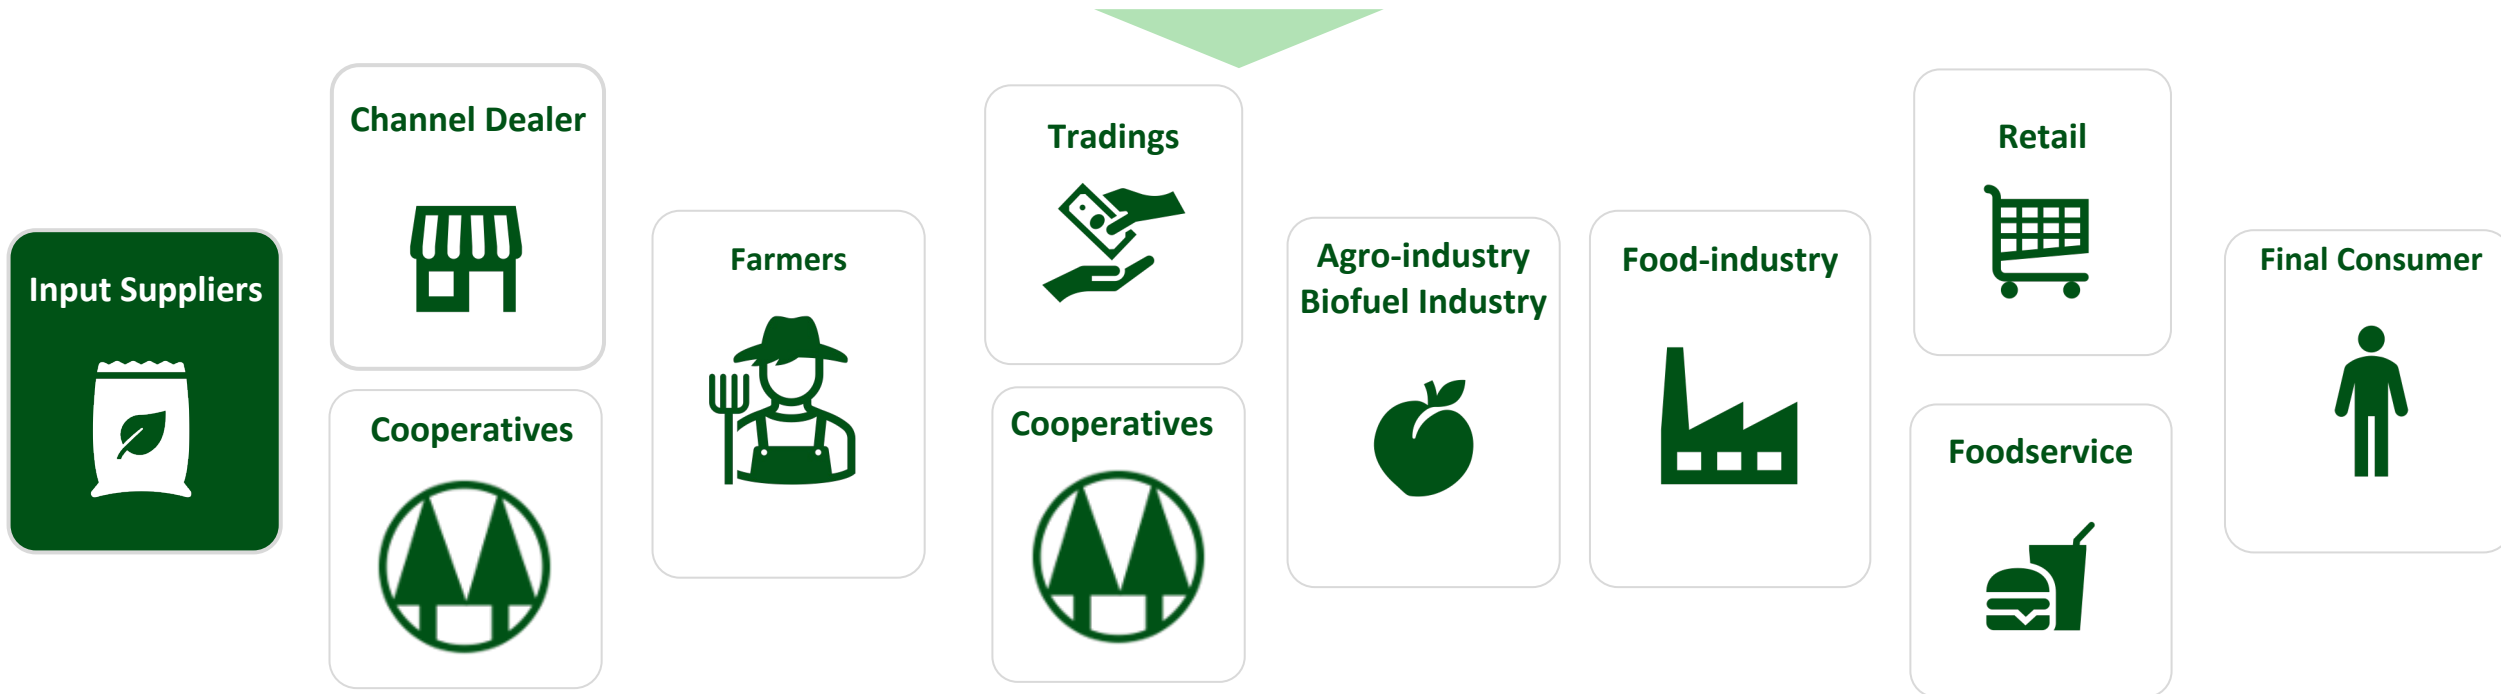 Input Suppliers
Channel Dealer
Cooperatives
Farmers
Tradings
Cooperatives
Agro-industry
Biofuel Industry
Food-industry
Retail
Foodservice
Final Consumer